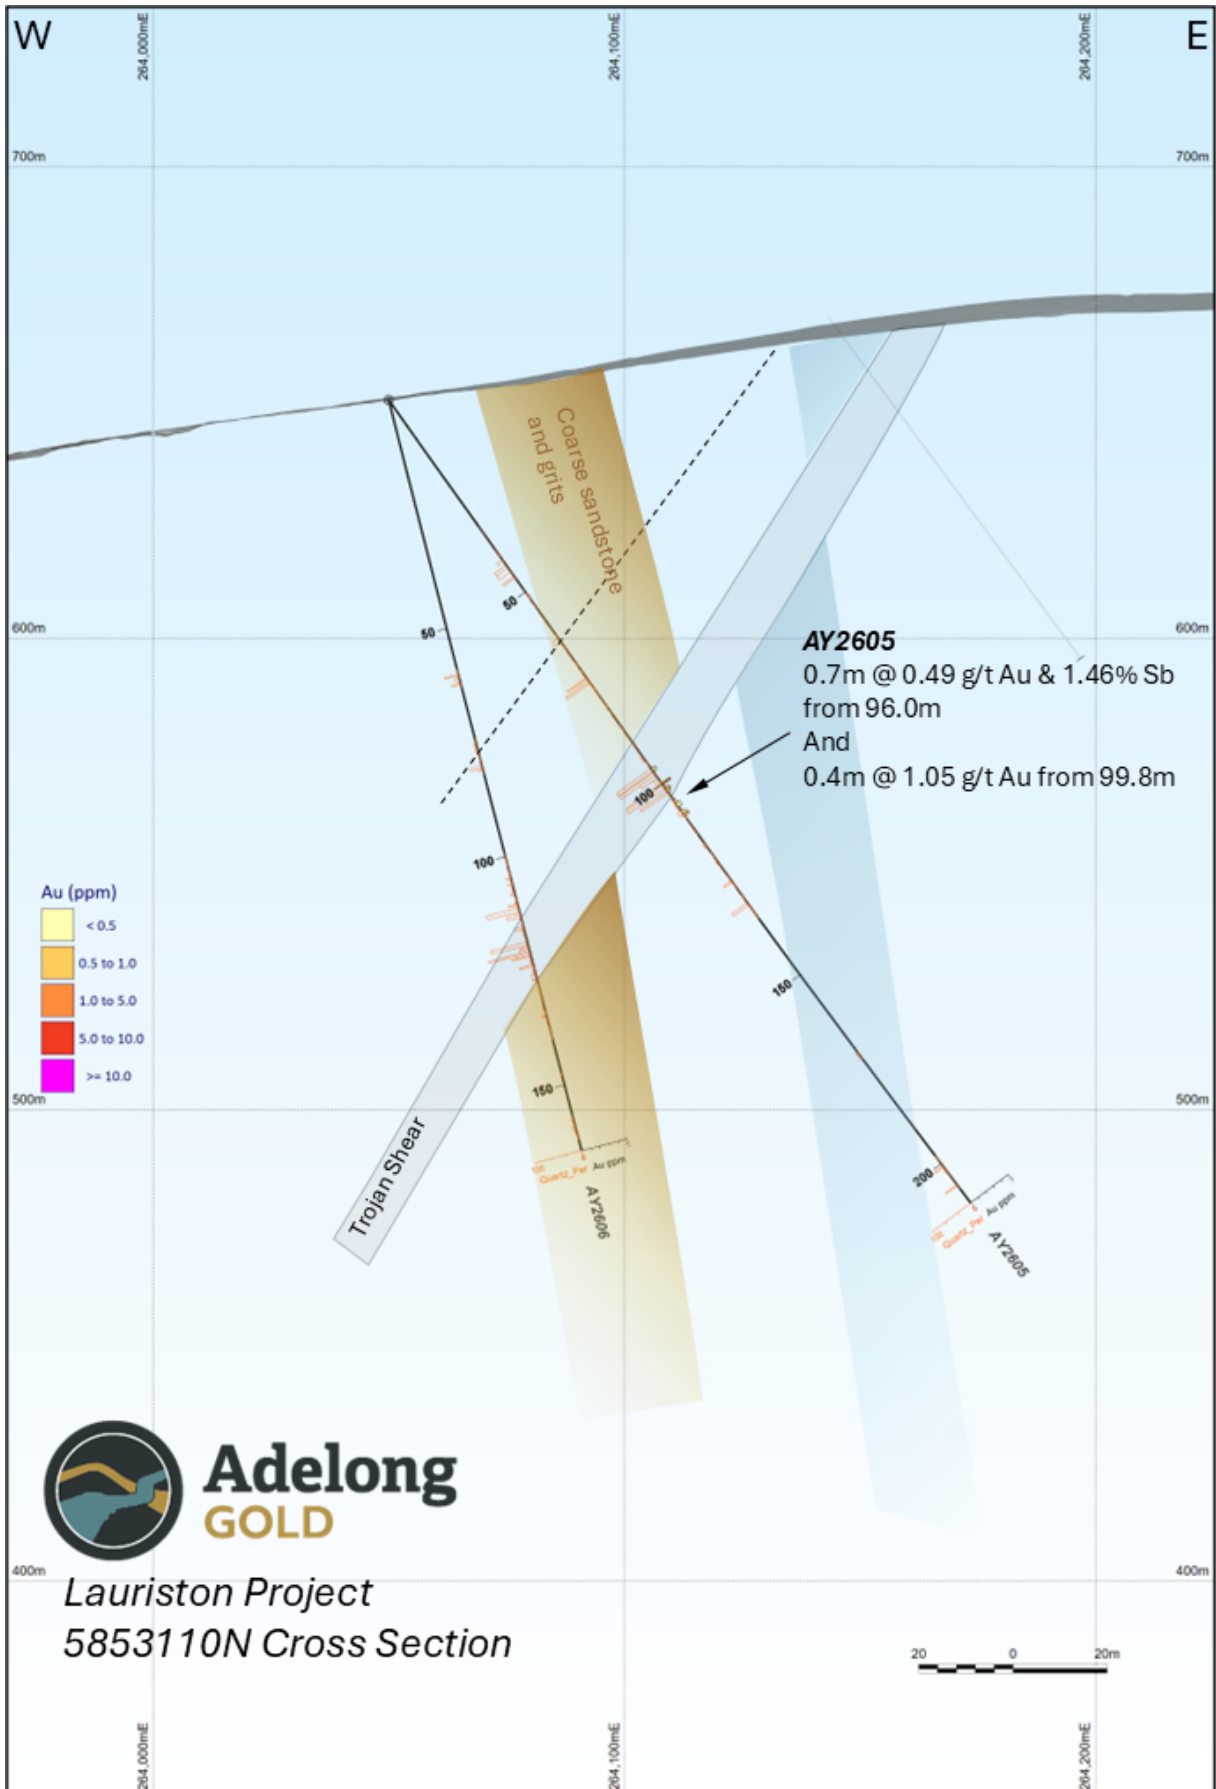 W
E
264,000mE
264,100mE
264,200mE
700m
700m
Coarse sandstone
and grits
50
50
600m
600m
AY2605
0.7m @ 0.49 g/t Au & 1.46% Sb
from 96.0m
And
0.4m @ 1.05 g/t Au from 99.8m
100
100
Au (ppm)
< 0.5
0.5 to 1.0
1.0 to 5.0
5.0 to 10.0
>= 10.0
150
150
500m
500m
Trojan Shear
100
Quartz_Per
Au ppm
AY2606
200
100
Quartz_Per
Au ppm
AY2605
Adelong
GOLD
400m
400m
Lauriston Project
5853110N Cross Section
20
0
20m
264,000mE
264,100mE
264,200mE